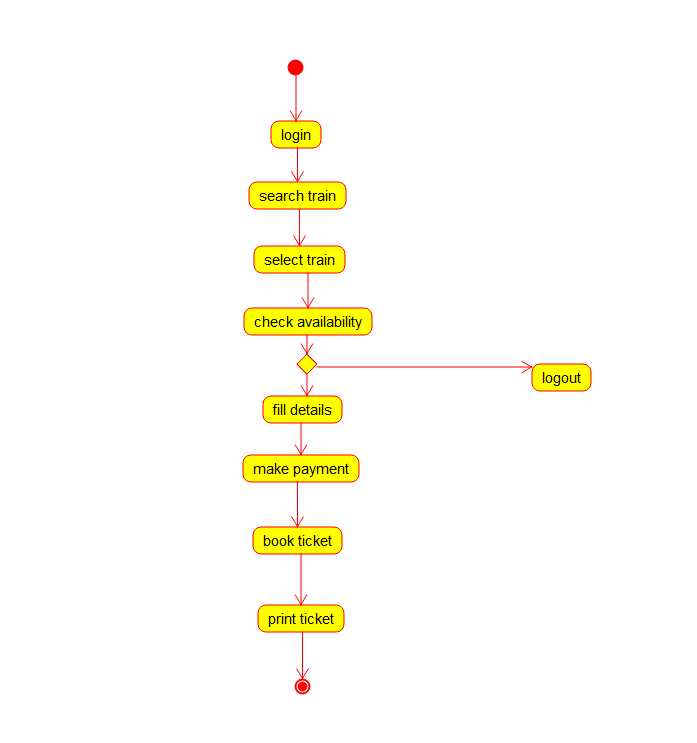 login
search train
select train
check availability
logout
fill details
make payment
book ticket
print ticket